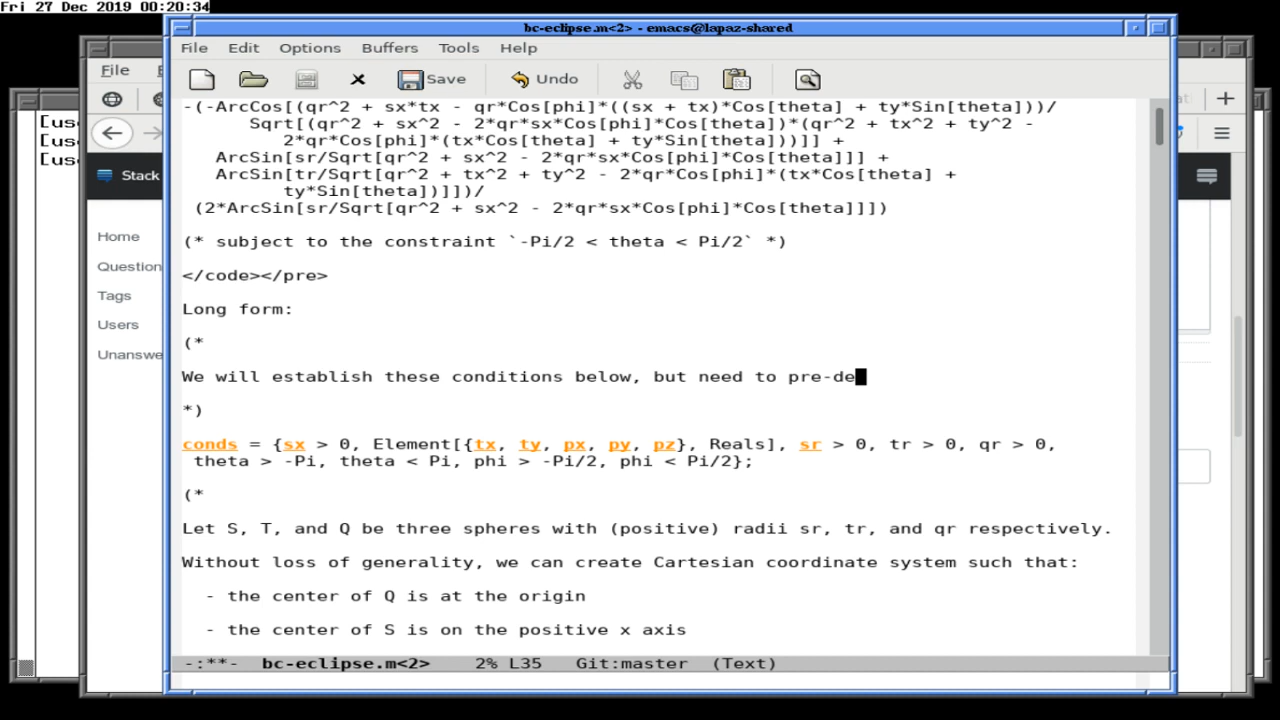 Fri 27 Dec 2019 00:20:34
bc-eclipse.m<2> - emacs@lapaz-shared
File Edit Options Buffers Tools Help
Save Undo
File
[use
[use
[use
Stack
Home
Question
Tags
Users
Unanswe
-(-ArcCos[(qr^2 + sx*tx - qr*Cos[phi]*((sx + tx)*Cos[theta] + ty*Sin[theta]))/
Sqrt[(qr^2 + sx^2 - 2*qr*sx*Cos[phi]*Cos[theta])*(qr^2 + tx^2 + ty^2 -
2*qr*Cos[phi]*(tx*Cos[theta] + ty*Sin[theta]))]] +
ArcSin[sr/Sqrt[qr^2 + sx^2 - 2*qr*sx*Cos[phi]*Cos[theta]]] +
ArcSin[tr/Sqrt[qr^2 + tx^2 + ty^2 - 2*qr*Cos[phi]*(tx*Cos[theta] +
ty*Sin[theta])]])/
(2*ArcSin[sr/Sqrt[qr^2 + sx^2 - 2*qr*sx*Cos[phi]*Cos[theta]]])
(* subject to the constraint `-Pi/2 < theta < Pi/2` *)
</code></pre>
Long form:
(*
We will establish these conditions below, but need to pre-de
*)
conds = {sx > 0, Element[{tx, ty, px, py, pz}, Reals], sr > 0, tr > 0, qr > 0,
theta > -Pi, theta < Pi, phi > -Pi/2, phi < Pi/2};
(*
Let S, T, and Q be three spheres with (positive) radii sr, tr, and qr respectively.
Without loss of generality, we can create Cartesian coordinate system such that:
- the center of Q is at the origin
- the center of S is on the positive x axis
-:**- bc-eclipse.m<2> 2% L35 Git:master (Text)